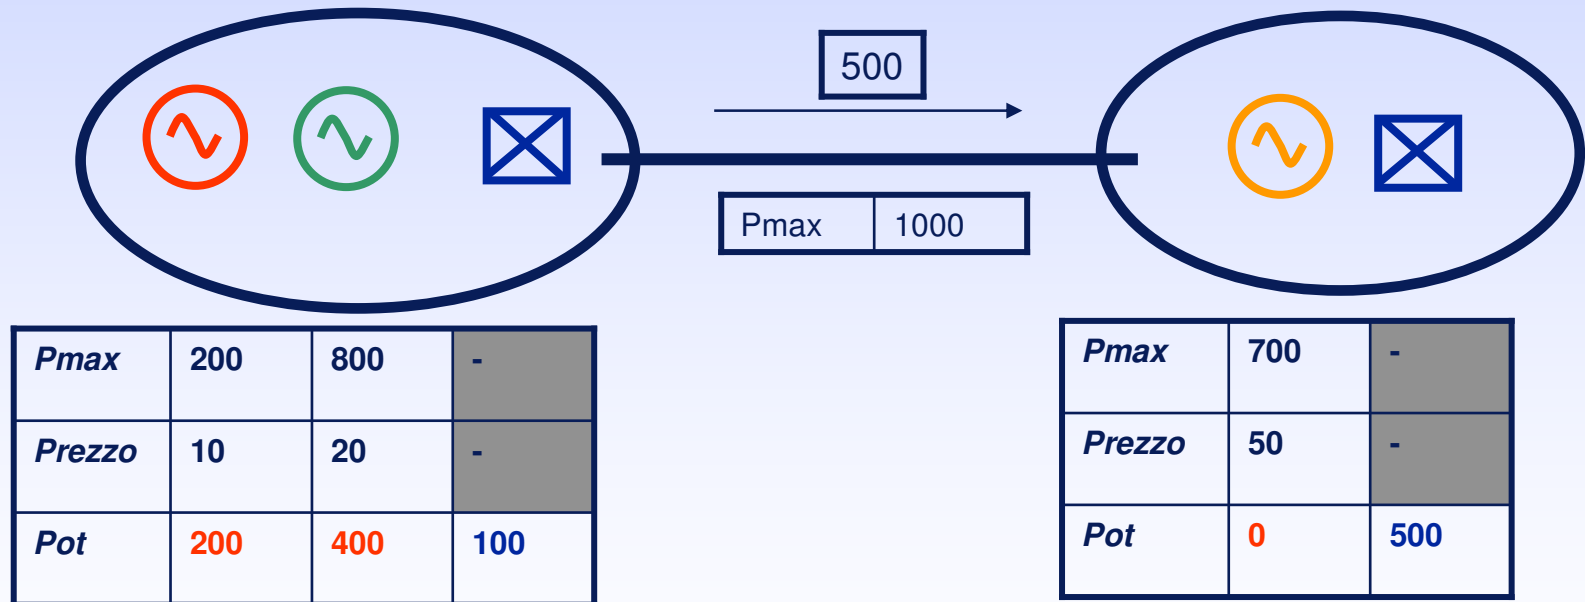 500
Pmax 1000
Pmax 200 800 -
Prezzo 10 20 -
Pot 200 400 100
Pmax 700 -
Prezzo 50 -
Pot 0 500